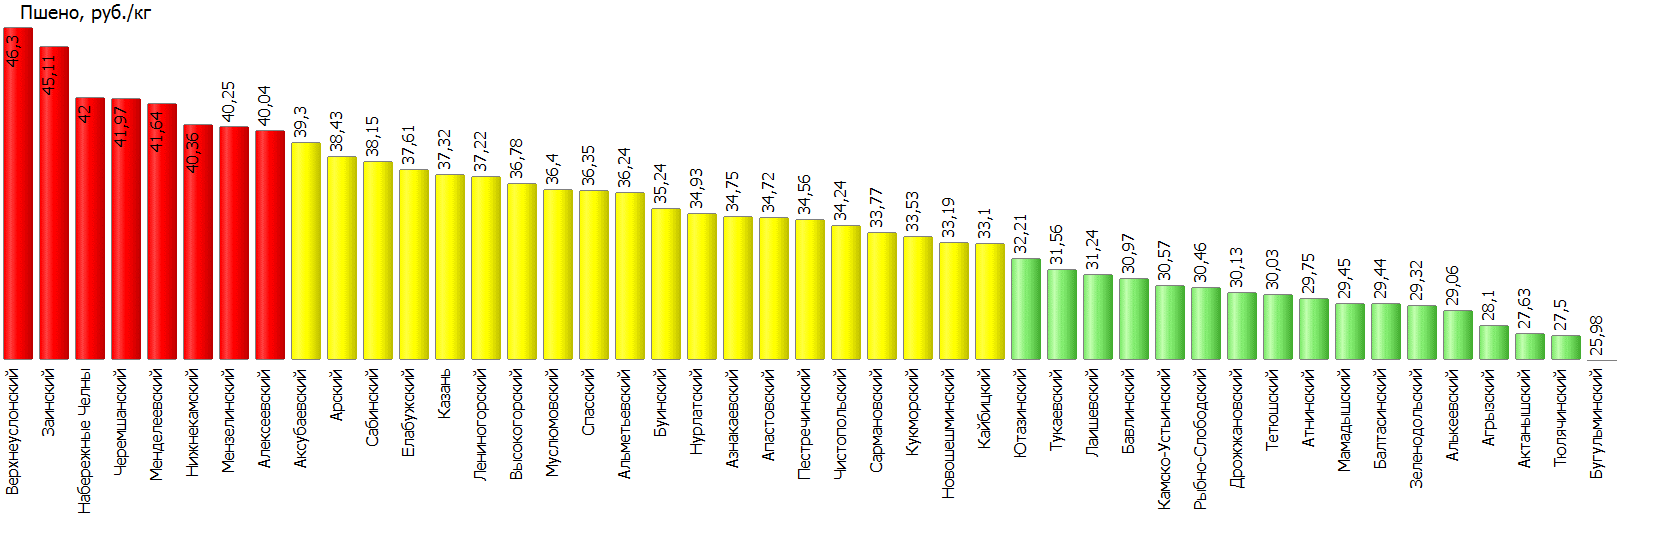 Пшено, руб./кг
46,3
45,11
42
41,97
41,64
40,36
40,25
40,04
39,3
38,43
38,15
37,61
37,32
37,22
36,78
36,4
36,35
36,24
35,24
34,93
34,75
34,72
34,56
34,24
33,77
33,53
33,19
33,1
32,21
31,56
31,24
30,97
30,57
30,46
30,13
30,03
29,75
29,45
29,44
29,32
29,06
28,1
27,63
27,5
25,98
Верхнеуслонский
Заинский
Набережные Челны
Черемшанский
Менделеевский
Нижнекамский
Мензелинский
Алексеевский
Аксубаевский
Арский
Сабинский
Елабужский
Казань
Лениногорский
Высокогорский
Муслюмовский
Спасский
Альметьевский
Буинский
Нурлатский
Азнакаевский
Апастовский
Пестречинский
Чистопольский
Сармановский
Кукморский
Новошешминский
Кайбицкий
Ютазинский
Тукаевский
Лаишевский
Бавлинский
Камско-Устьинский
Рыбно-Слободский
Дрожжановский
Тетюшский
Атнинский
Мамадышский
Балтасинский
Зеленодольский
Алькеевский
Агрызский
Актанышский
Тюлячинский
Бугульминский